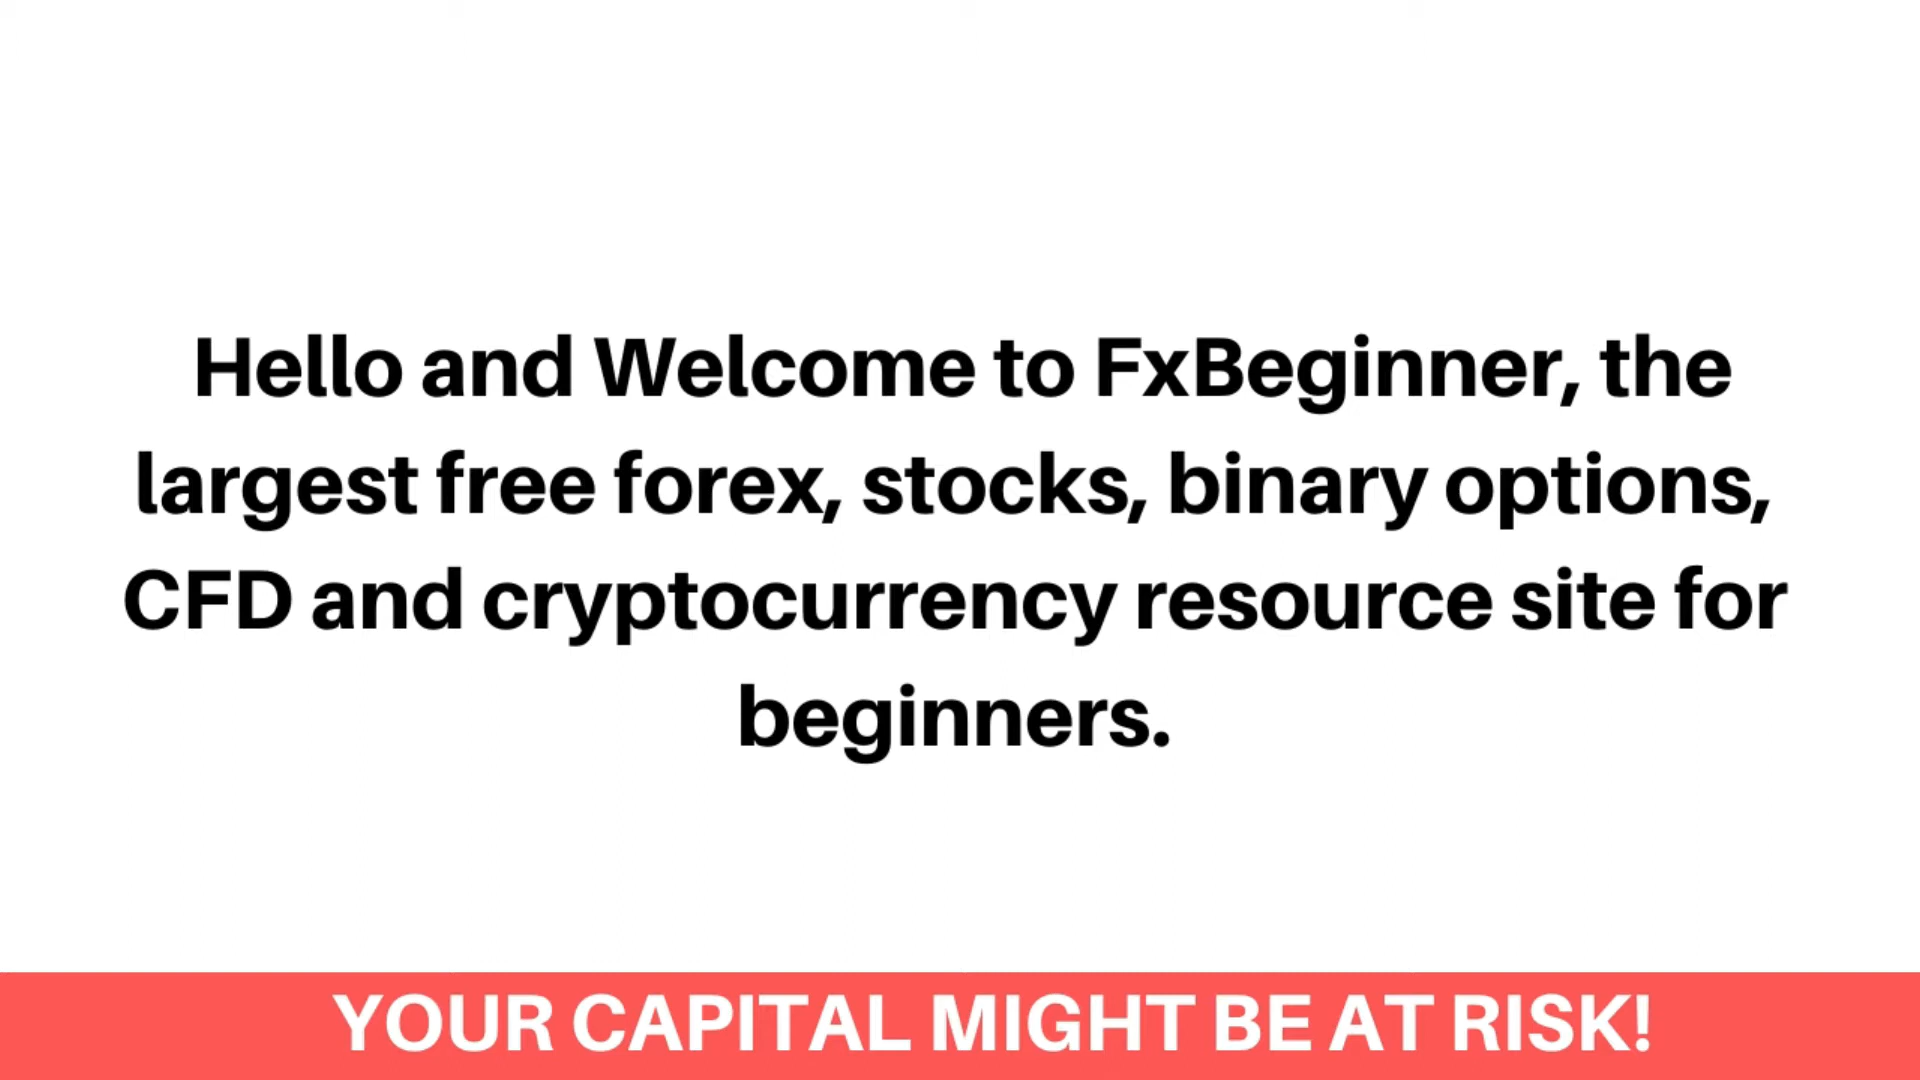 Hello and Welcome to FxBeginner, the
largest free forex, stocks, binary options,
CFD and cryptocurrency resource site for
beginners.
YOUR CAPITAL MIGHT BE AT RISK!